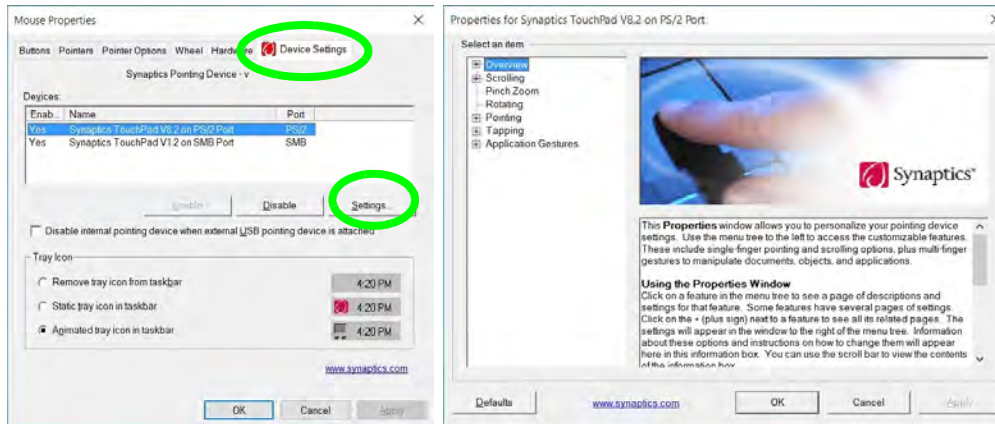 Mouse Properties
Buttons Pointers Pointer Options Wheel Hardware Device Settings
Synaptics Pointing Device - v
Devices:
Enab... Name Port
Yes Synaptics TouchPad V8.2 on PS/2 Port PS/2
Yes Synaptics TouchPad V1.2 on SMB Port SMB
Enable Disable Settings...
Disable internal pointing device when external USB pointing device is attached
Tray Icon
Remove tray icon from taskbar 4:20 PM
Static tray icon in taskbar 4:20 PM
Animated tray icon in taskbar 4:20 PM
www.synaptics.com
OK Cancel Apply
Properties for Synaptics TouchPad V8.2 on PS/2 Port
Select an item
Overview
Scrolling
Pinch Zoom
Rotating
Pointing
Tapping
Application Gestures
Synaptics
This Properties window allows you to personalize your pointing device
settings. Use the menu tree to the left to access the customizable features.
These include single-finger pointing and scrolling options, plus multi-finger
gestures to manipulate documents, objects, and applications.
Using the Properties Window
Click on a feature in the menu tree to see a page of descriptions and
settings for that feature. Some features have several pages of settings.
Click on the + (plus sign) next to a feature to see all its related pages. The
settings will appear in the window to the right of the menu tree. Information
about these options and instructions on how to change them will appear
here in this information box. You can use the scroll bar to view the contents
of the information box.
Defaults www.synaptics.com OK Cancel Apply